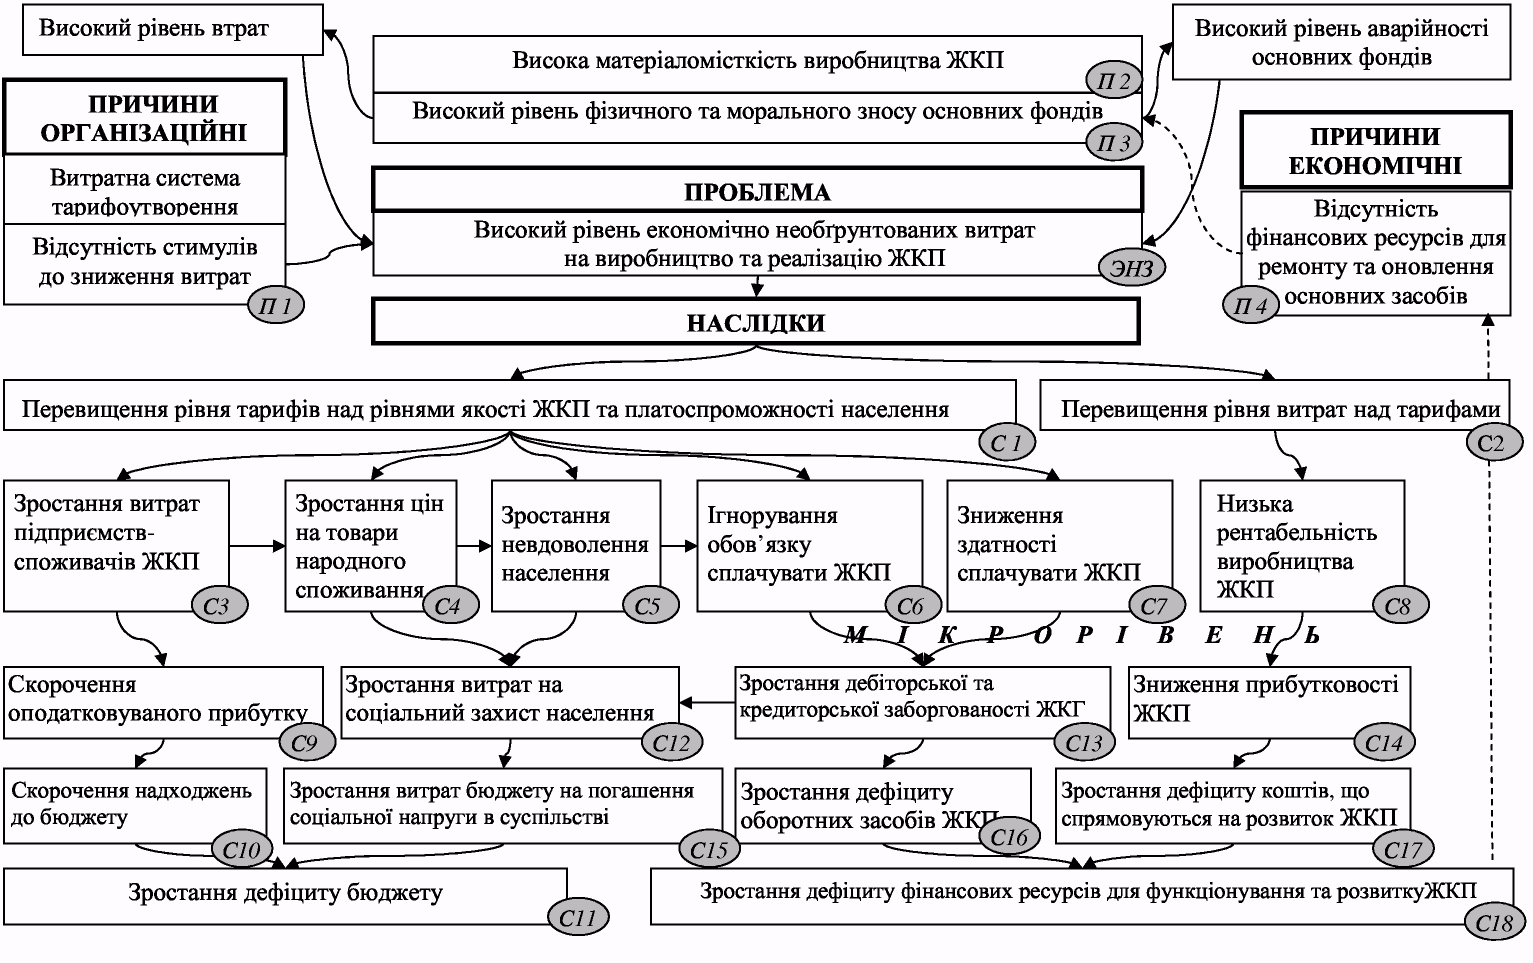 Високий рівень втрат
Висока матеріаломісткість виробництва ЖКП
П 2
Високий рівень фізичного та морального зносу основних фондів
П 3
Високий рівень аварійності
основних фондів
ПРИЧИНИ
ОРГАНІЗАЦІЙНІ
Витратна система
тарифоутворення
Відсутність стимулів
до зниження витрат
П 1
ПРОБЛЕМА
Високий рівень економічно необґрунтованих витрат
на виробництво та реалізацію ЖКП
ЭНЗ
ПРИЧИНИ
ЕКОНОМІЧНІ
Відсутність
фінансових ресурсів для
ремонту та оновлення
основних засобів
П 4
НАСЛІДКИ
Перевищення рівня тарифів над рівнями якості ЖКП та платоспроможності населення
С 1
Перевищення рівня витрат над тарифами
С2
Зростання витрат
підприємств-
споживачів ЖКП
С3
Зростання цін
на товари
народного
споживання
С4
Зростання
невдоволення
населення
С5
Ігнорування
обов’язку
сплачувати ЖКП
С6
Зниження
здатності
сплачувати ЖКП
С7
Низька
рентабельність
виробництва
ЖКП
С8
М І К Р О Р І В Е Н Ь
Скорочення
оподатковуваного прибутку
С9
Зростання витрат на
соціальний захист населення
С12
Зростання дебіторської та
кредиторської заборгованості ЖКГ
С13
Зниження прибутковості
ЖКП
С14
Скорочення надходжень
до бюджету
С10
Зростання витрат бюджету на погашення
соціальної напруги в суспільстві
С15
Зростання дефіциту
оборотних засобів ЖКП
С16
Зростання дефіциту коштів, що
спрямовуються на розвиток ЖКП
С17
Зростання дефіциту бюджету
С11
Зростання дефіциту фінансових ресурсів для функціонування та розвиткуЖКП
С18